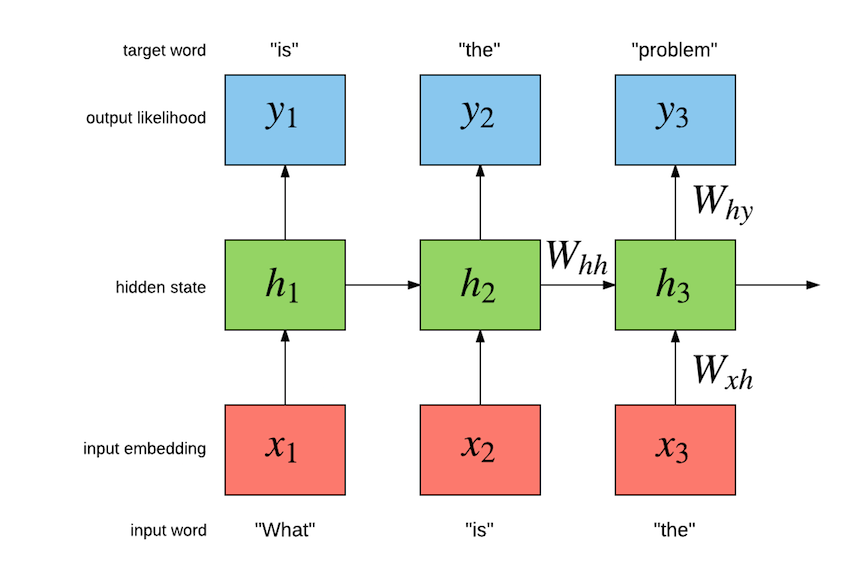 target word "is" "the" "problem"
output likelihood y1 y2 y3
Why
Whh
hidden state h1 h2 h3
Wxh
input embedding x1 x2 x3
input word "What" "is" "the"